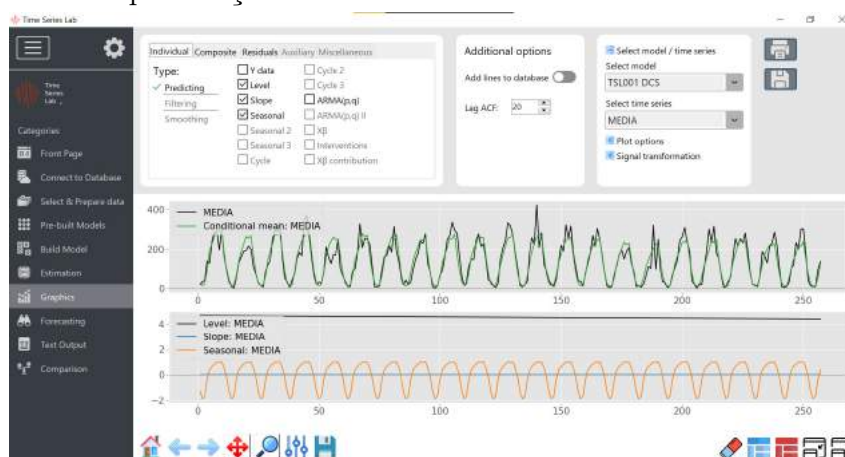 Time Series Lab
Time
Series
Lab
Categories
Front Page
Connect to Database
Select & Prepare data
Pre-built Models
Build Model
Estimation
Graphics
Forecasting
Text Output
Comparison
Individual Composite Residuals Auxiliary Miscellaneous
Type:
Predicting
Filtering
Smoothing
Y data
Level
Slope
Seasonal
Seasonal 2
Seasonal 3
Cycle
Cycle 2
Cycle 3
ARMA(p,q)
ARMA(p,q) II
Xβ
Interventions
Xβ contribution
Additional options
Add lines to database
Lag ACF: 20
Select model / time series
Select model
TSL001 DCS
Select time series
MEDIA
Plot options
Signal transformation
400
200
0
MEDIA
Conditional mean: MEDIA
0 50 100 150 200 250
4
2
0
−2
Level: MEDIA
Slope: MEDIA
Seasonal: MEDIA
0 50 100 150 200 250